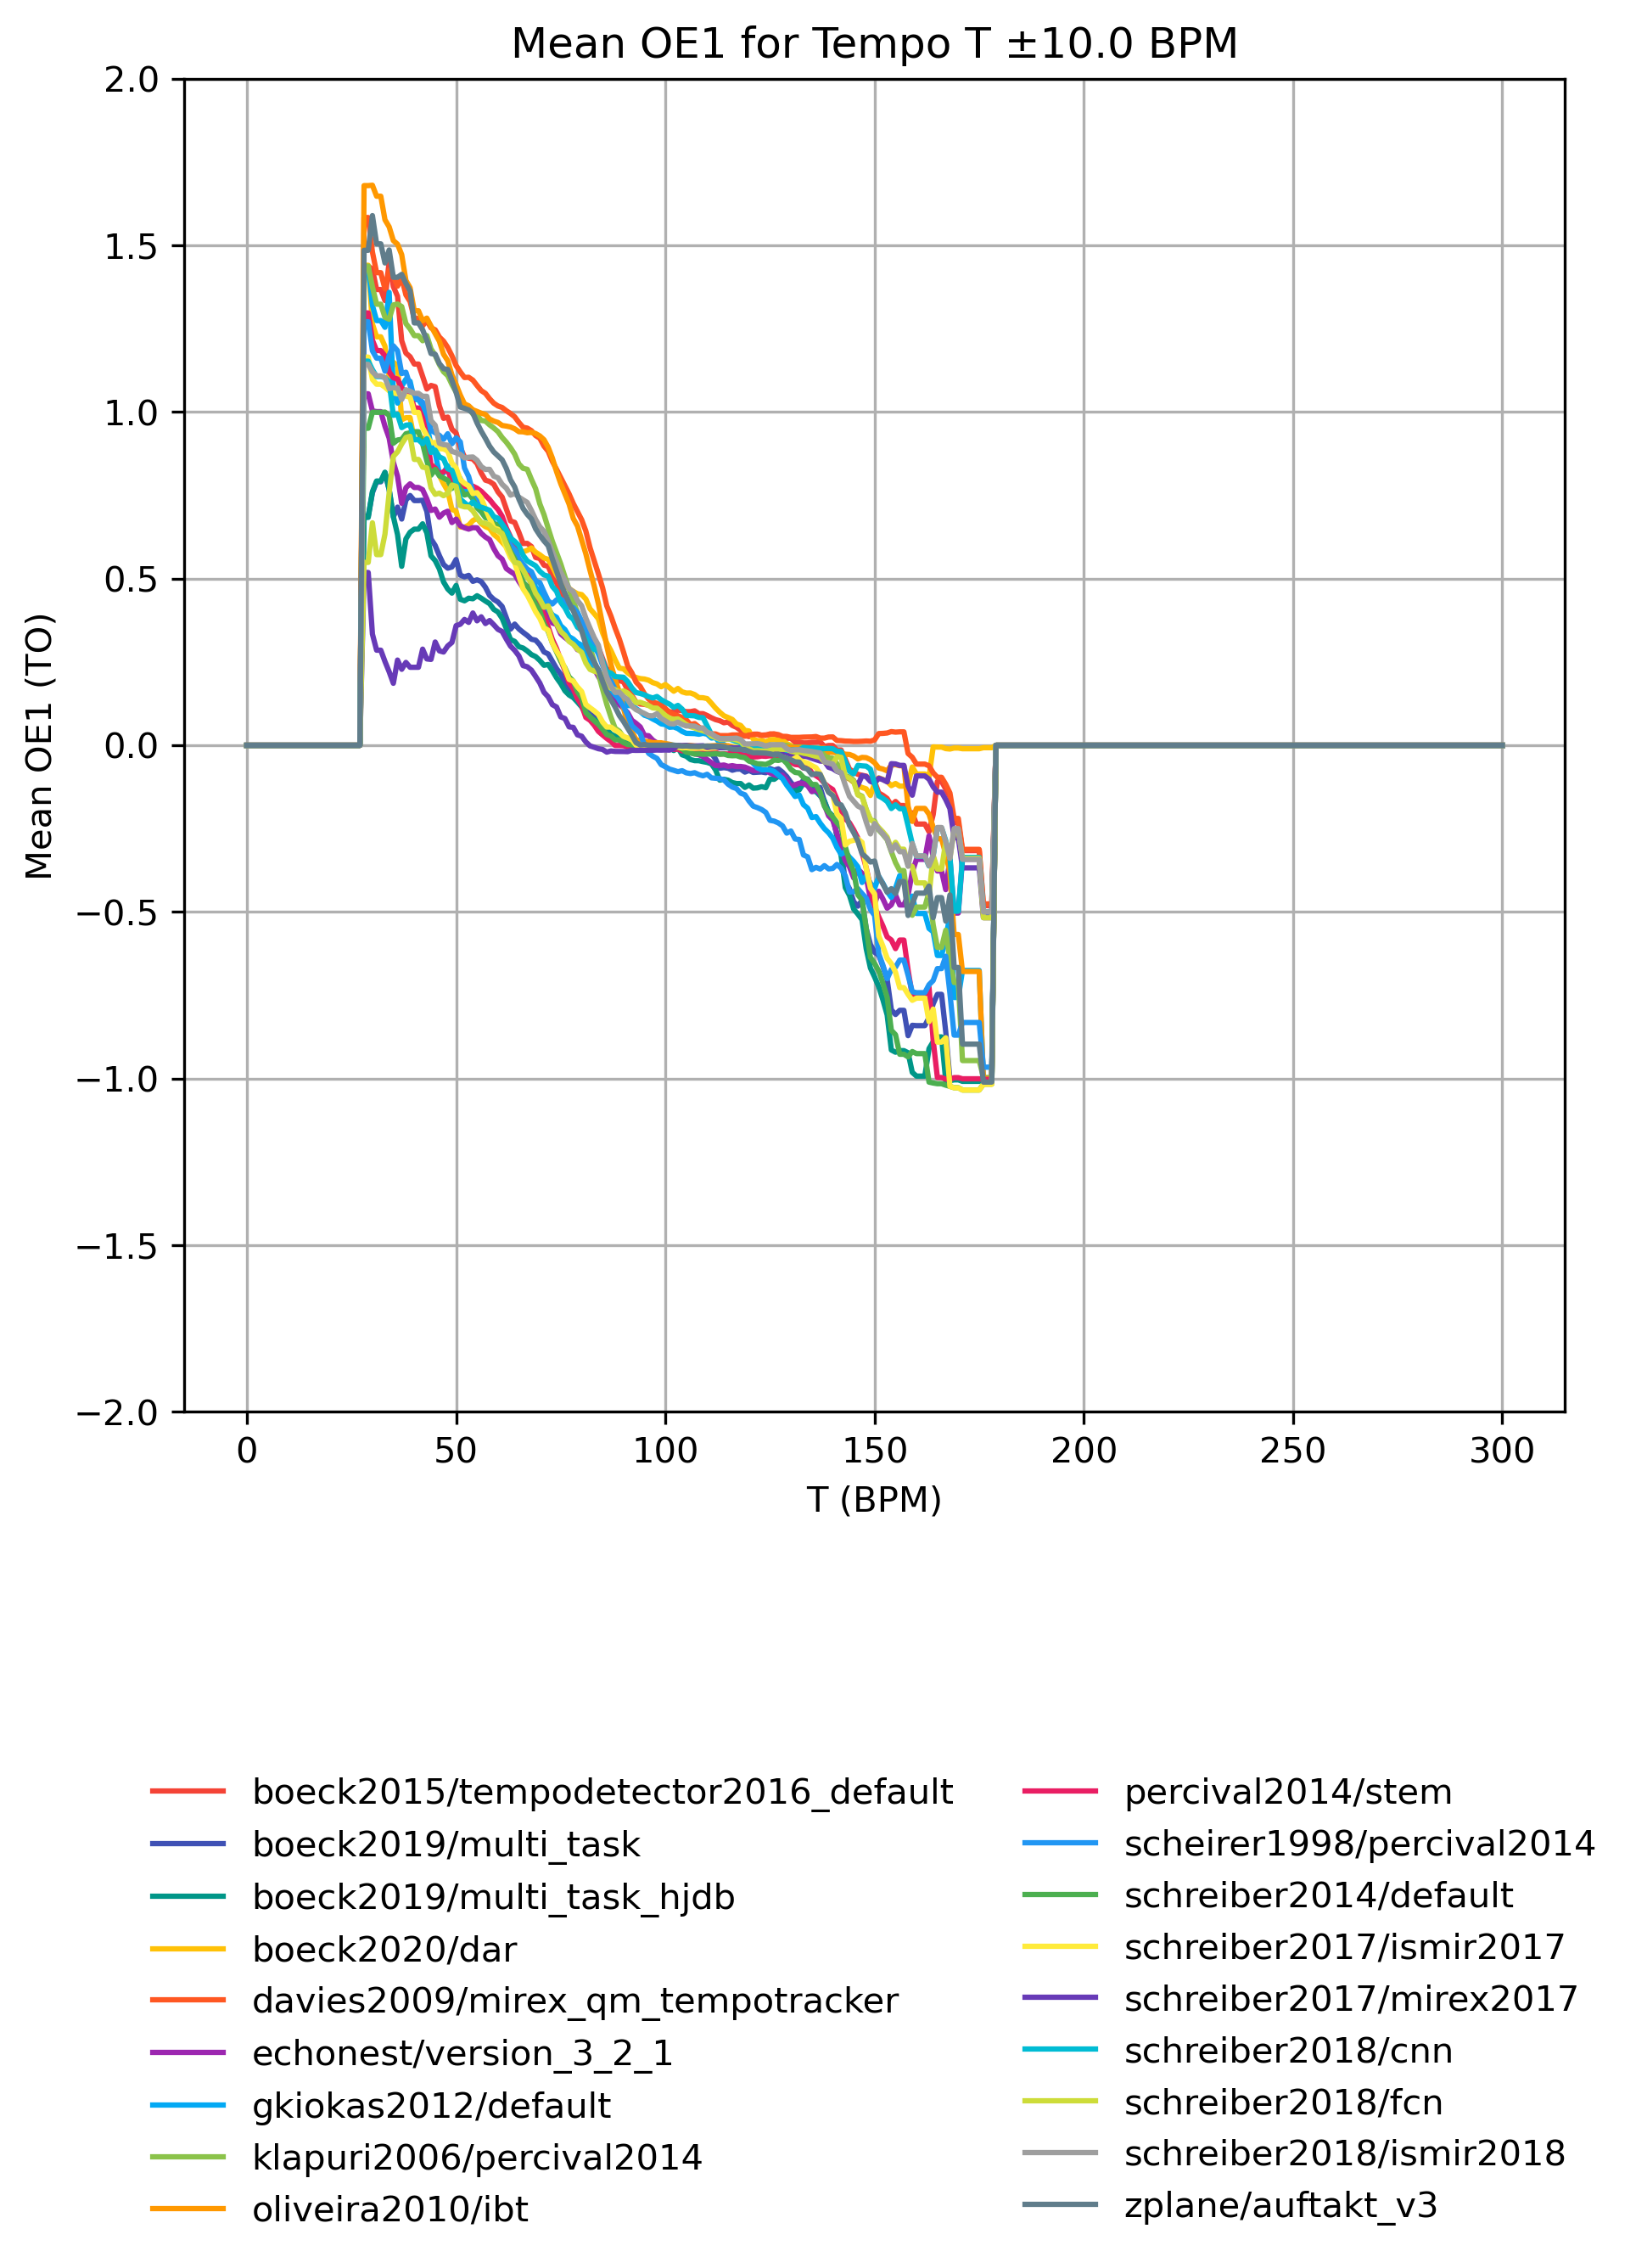 Mean OE1 for Tempo T ±10.0 BPM
2.0
1.5
1.0
0.5
0.0
−0.5
−1.0
−1.5
−2.0
Mean OE1 (TO)
0 50 100 150 200 250 300
T (BPM)
boeck2015/tempodetector2016_default
boeck2019/multi_task
boeck2019/multi_task_hjdb
boeck2020/dar
davies2009/mirex_qm_tempotracker
echonest/version_3_2_1
gkiokas2012/default
klapuri2006/percival2014
oliveira2010/ibt
percival2014/stem
scheirer1998/percival2014
schreiber2014/default
schreiber2017/ismir2017
schreiber2017/mirex2017
schreiber2018/cnn
schreiber2018/fcn
schreiber2018/ismir2018
zplane/auftakt_v3